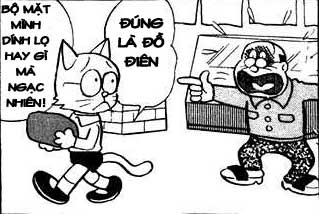 BỘ MẶT
MÌNH
DÍNH LỌ
HAY GÌ
MÀ
NGẠC
NHIÊN!
ĐÚNG
LÀ ĐỒ
ĐIÊN